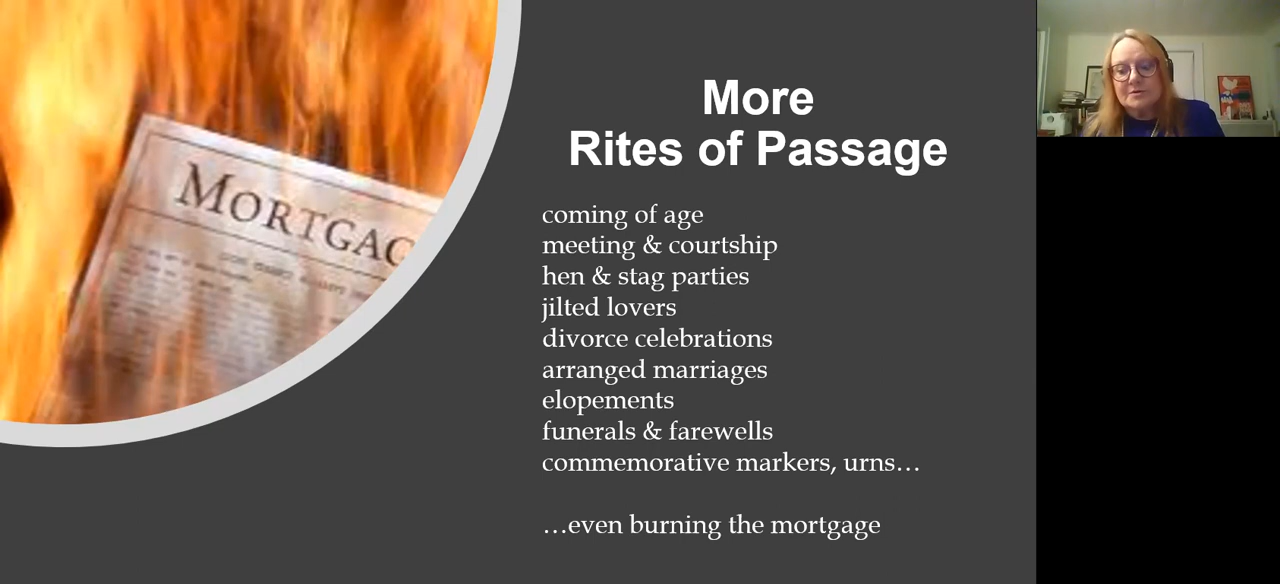 MORTGAG
More
Rites of Passage
coming of age
meeting & courtship
hen & stag parties
jilted lovers
divorce celebrations
arranged marriages
elopements
funerals & farewells
commemorative markers, urns…
…even burning the mortgage